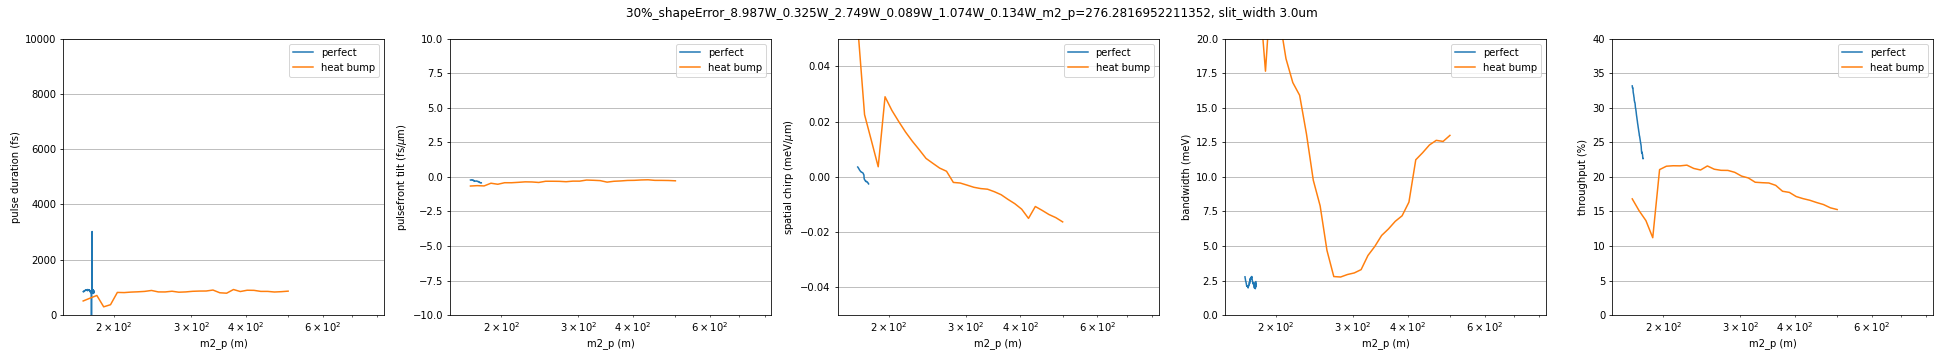 30%_shapeError_8.987W_0.325W_2.749W_0.089W_1.074W_0.134W_m2_p=276.2816952211352, slit_width 3.0um
pulse duration (fs)
10000
8000
6000
4000
2000
0
perfect
heat bump
2 × 10²
3 × 10²
4 × 10²
6 × 10²
m2_p (m)
pulsefront tilt (fs/μm)
10.0
7.5
5.0
2.5
0.0
−2.5
−5.0
−7.5
−10.0
perfect
heat bump
2 × 10²
3 × 10²
4 × 10²
6 × 10²
m2_p (m)
spatial chirp (meV/μm)
0.04
0.02
0.00
−0.02
−0.04
perfect
heat bump
2 × 10²
3 × 10²
4 × 10²
6 × 10²
m2_p (m)
bandwidth (meV)
20.0
17.5
15.0
12.5
10.0
7.5
5.0
2.5
0.0
perfect
heat bump
2 × 10²
3 × 10²
4 × 10²
6 × 10²
m2_p (m)
throughput (%)
40
35
30
25
20
15
10
5
0
perfect
heat bump
2 × 10²
3 × 10²
4 × 10²
6 × 10²
m2_p (m)